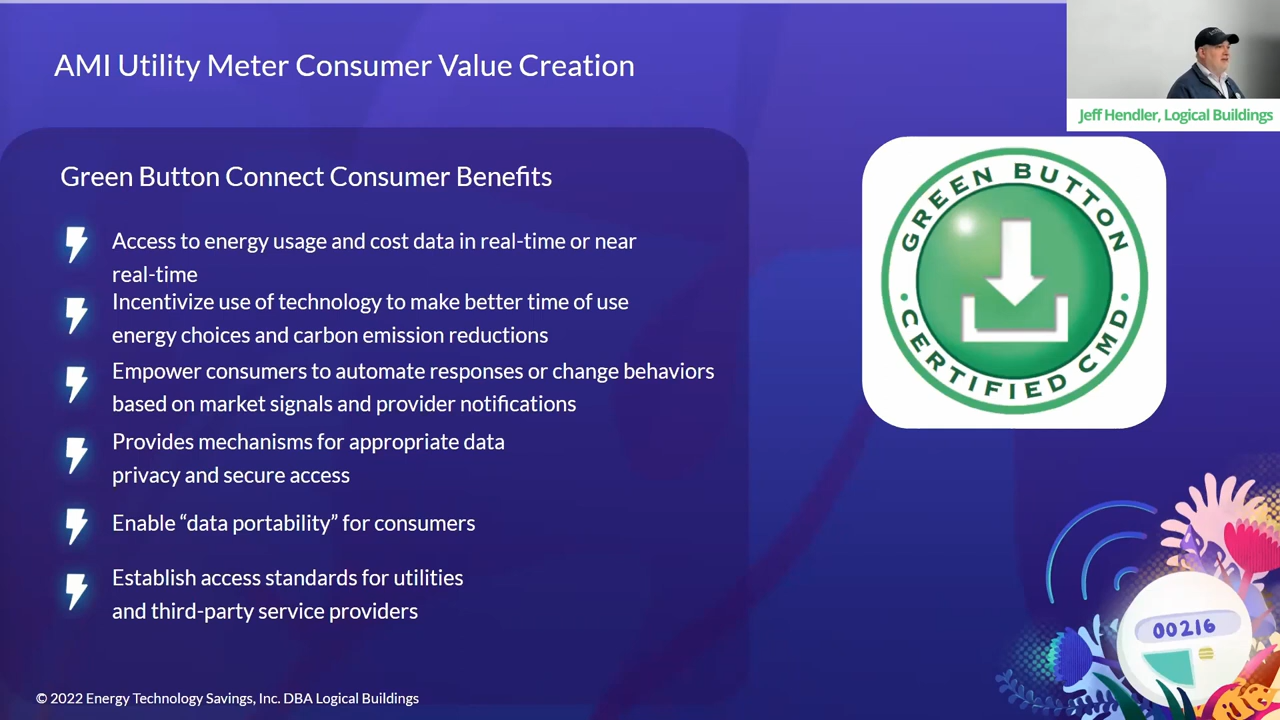 AMI Utility Meter Consumer Value Creation
Jeff Hendler, Logical Buildings
Green Button Connect Consumer Benefits
Access to energy usage and cost data in real-time or near
real-time
Incentivize use of technology to make better time of use
energy choices and carbon emission reductions
Empower consumers to automate responses or change behaviors
based on market signals and provider notifications
Provides mechanisms for appropriate data
privacy and secure access
Enable “data portability” for consumers
Establish access standards for utilities
and third-party service providers
GREEN BUTTON
CERTIFIED CMD
00216
© 2022 Energy Technology Savings, Inc. DBA Logical Buildings